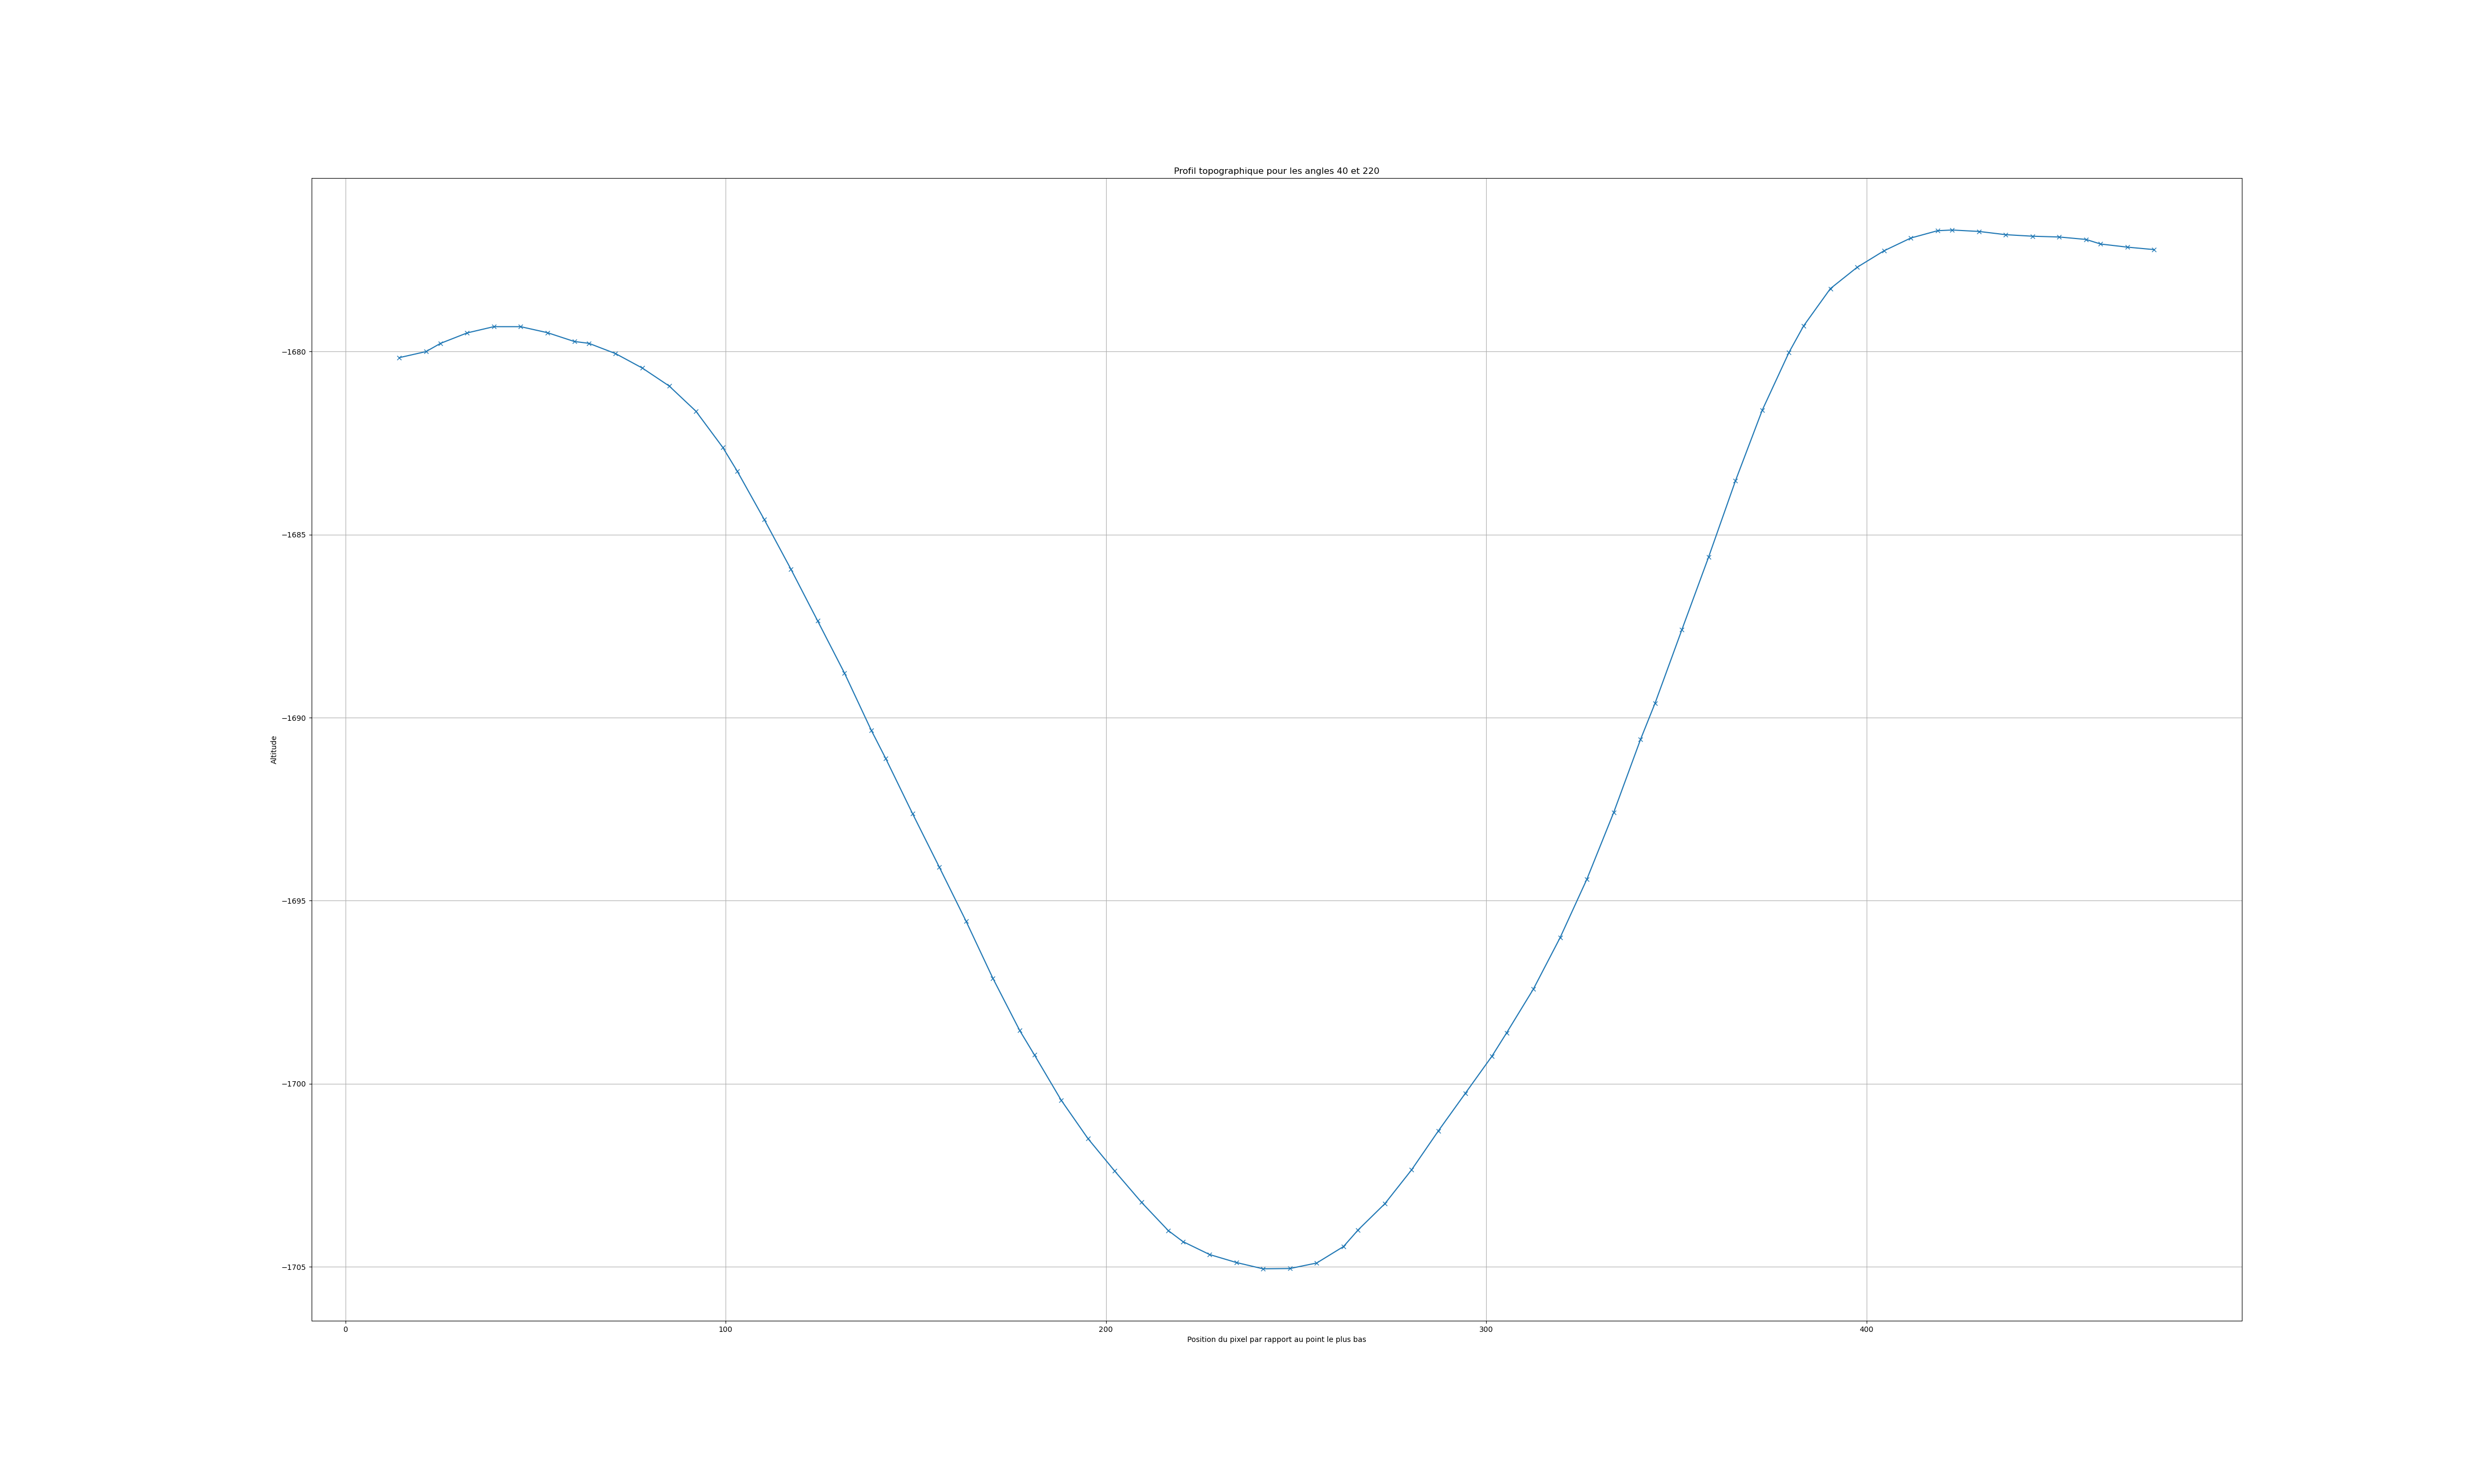 Profil topographique pour les angles 40 et 220
−1680
−1685
−1690
Altitude
−1695
−1700
−1705
0 100 200 300 400
Position du pixel par rapport au point le plus bas